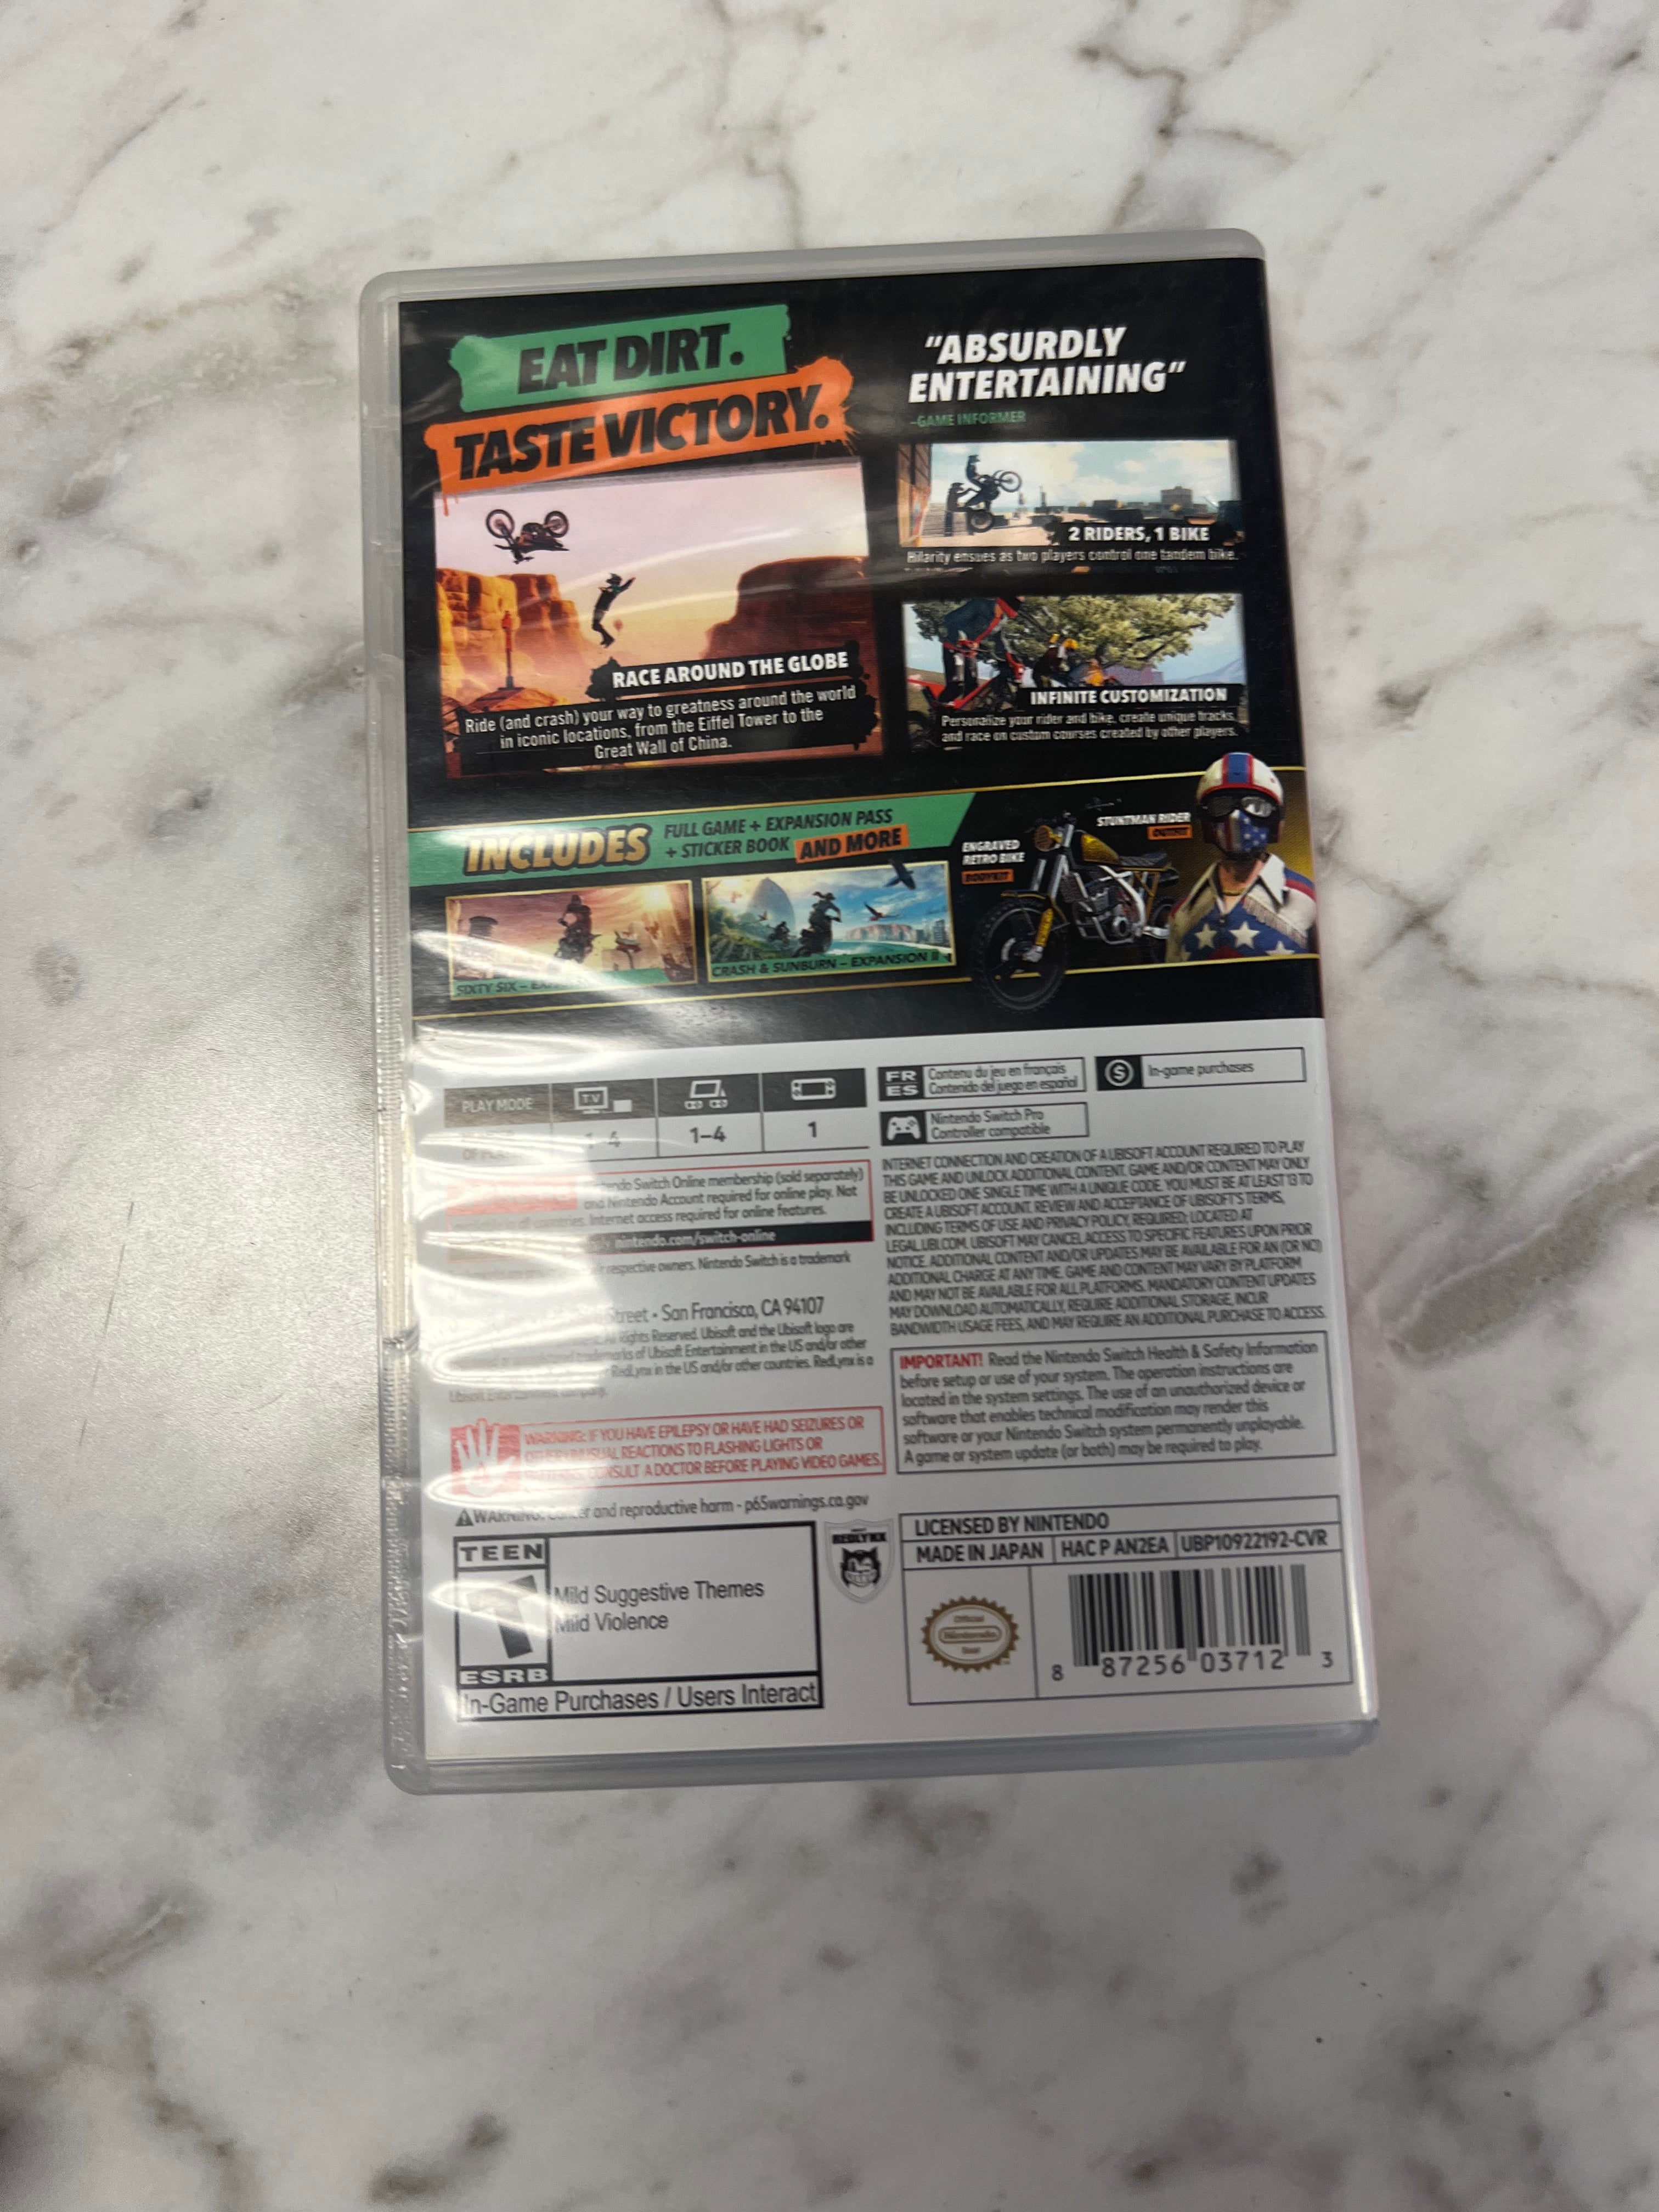 EAT DIRT.
TASTE VICTORY.
"ABSURDLY
ENTERTAINING"
-GAME INFORMER
2 RIDERS, 1 BIKE
Hilarity ensues as two players control one tandem bike.
RACE AROUND THE GLOBE
Ride (and crash) your way to greatness around the world
in iconic locations, from the Eiffel Tower to the
Great Wall of China.
INFINITE CUSTOMIZATION
Personalize your rider and bike, create unique tracks,
and race on custom courses created by other players.
INCLUDES
FULL GAME + EXPANSION PASS
+ STICKER BOOK AND MORE
SIXTY SIX –
CRASH & SUNBURN – EXPANSION II
ENGRAVED
RETRO BIKE
BODYKIT
STUNTMAN RIDER
OUTFIT
PLAY MODE
TV
1-4
1–4
1
FR
ES
Contenu du jeu en français
Contenido del juego en español
In-game purchases
Nintendo Switch Pro
Controller compatible
Switch Online membership (sold separately)
and Nintendo Account required for online play. Not
countries. Internet access required for online features.
nintendo.com/switch-online
respective owners. Nintendo Switch is a trademark
Street • San Francisco, CA 94107
All Rights Reserved. Ubisoft and the Ubisoft logo are
trademarks of Ubisoft Entertainment in the US and/or other
RedLynx in the US and/or other countries. RedLynx is a
Ubisoft Entertainment company.
WARNING: IF YOU HAVE EPILEPSY OR HAVE HAD SEIZURES OR
OTHER UNUSUAL REACTIONS TO FLASHING LIGHTS OR
CONSULT A DOCTOR BEFORE PLAYING VIDEO GAMES.
WARNING: Cancer and reproductive harm - p65warnings.ca.gov
INTERNET CONNECTION AND CREATION OF A UBISOFT ACCOUNT REQUIRED TO PLAY
THIS GAME AND UNLOCK ADDITIONAL CONTENT. GAME AND/OR CONTENT MAY ONLY
BE UNLOCKED ONE SINGLE TIME WITH A UNIQUE CODE. YOU MUST BE AT LEAST 13 TO
CREATE A UBISOFT ACCOUNT. REVIEW AND ACCEPTANCE OF UBISOFT'S TERMS,
INCLUDING TERMS OF USE AND PRIVACY POLICY, REQUIRED; LOCATED AT
LEGAL.UBI.COM. UBISOFT MAY CANCEL ACCESS TO SPECIFIC FEATURES UPON PRIOR
NOTICE. ADDITIONAL CONTENT AND/OR UPDATES MAY BE AVAILABLE FOR AN (OR NO)
ADDITIONAL CHARGE AT ANY TIME. GAME AND CONTENT MAY VARY BY PLATFORM
AND MAY NOT BE AVAILABLE FOR ALL PLATFORMS. MANDATORY CONTENT UPDATES
MAY DOWNLOAD AUTOMATICALLY, REQUIRE ADDITIONAL STORAGE, INCUR
BANDWIDTH USAGE FEES, AND MAY REQUIRE AN ADDITIONAL PURCHASE TO ACCESS.
IMPORTANT! Read the Nintendo Switch Health & Safety Information
before setup or use of your system. The operation instructions are
located in the system settings. The use of an unauthorized device or
software that enables technical modification may render this
software or your Nintendo Switch system permanently unplayable.
A game or system update (or both) may be required to play.
TEEN
T
ESRB
Mild Suggestive Themes
Mild Violence
In-Game Purchases / Users Interact
REDLYNX
LICENSED BY NINTENDO
MADE IN JAPAN
HAC P AN2EA
UBP10922192-CVR
Official
Nintendo
Seal
8 87256 03712 3